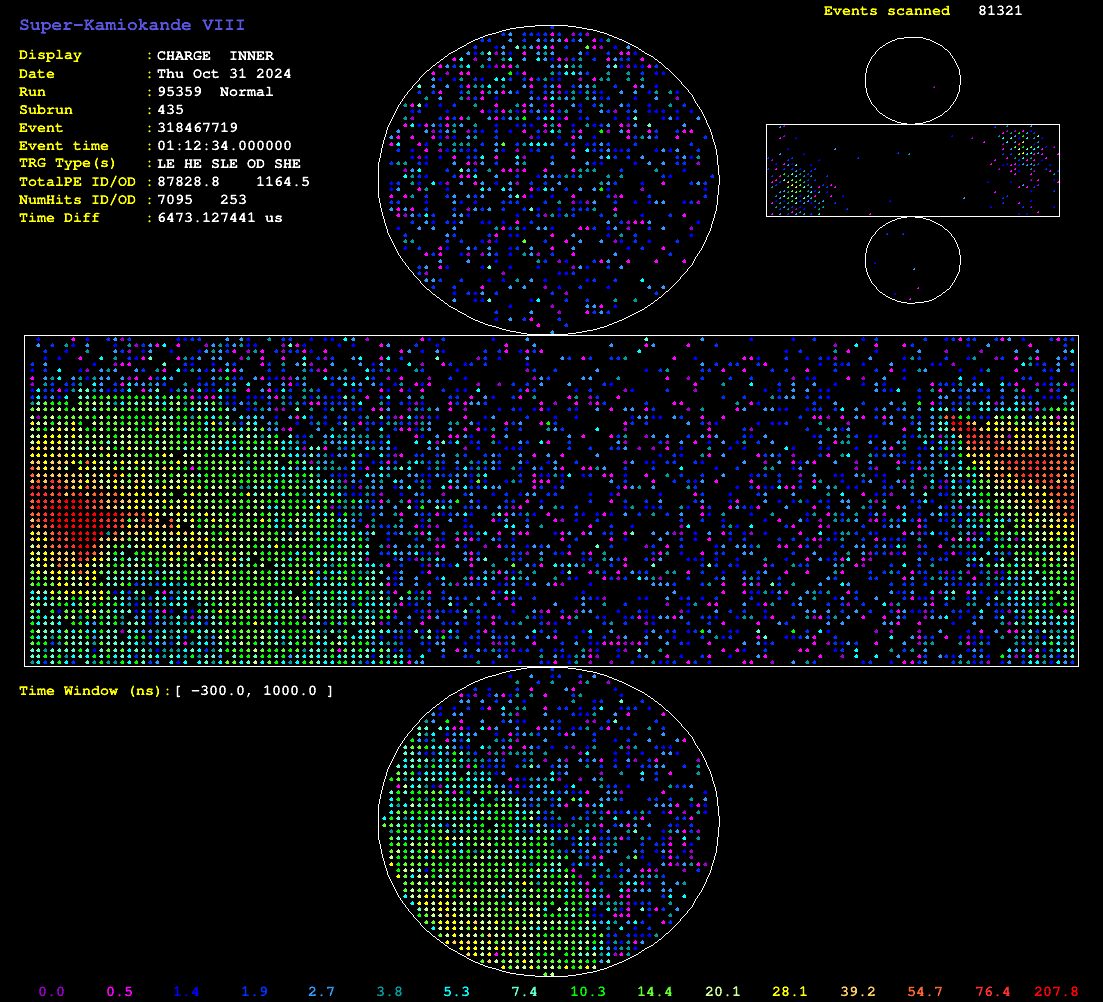 Super-Kamiokande VIII
Events scanned 81321
Display : CHARGE INNER
Date : Thu Oct 31 2024
Run : 95359 Normal
Subrun : 435
Event : 318467719
Event time : 01:12:34.000000
TRG Type(s) : LE HE SLE OD SHE
TotalPE ID/OD : 87828.8 1164.5
NumHits ID/OD : 7095 253
Time Diff : 6473.127441 us
Time Window (ns):[ -300.0, 1000.0 ]
0.0 0.5 1.4 1.9 2.7 3.8 5.3 7.4 10.3 14.4 20.1 28.1 39.2 54.7 76.4 207.8